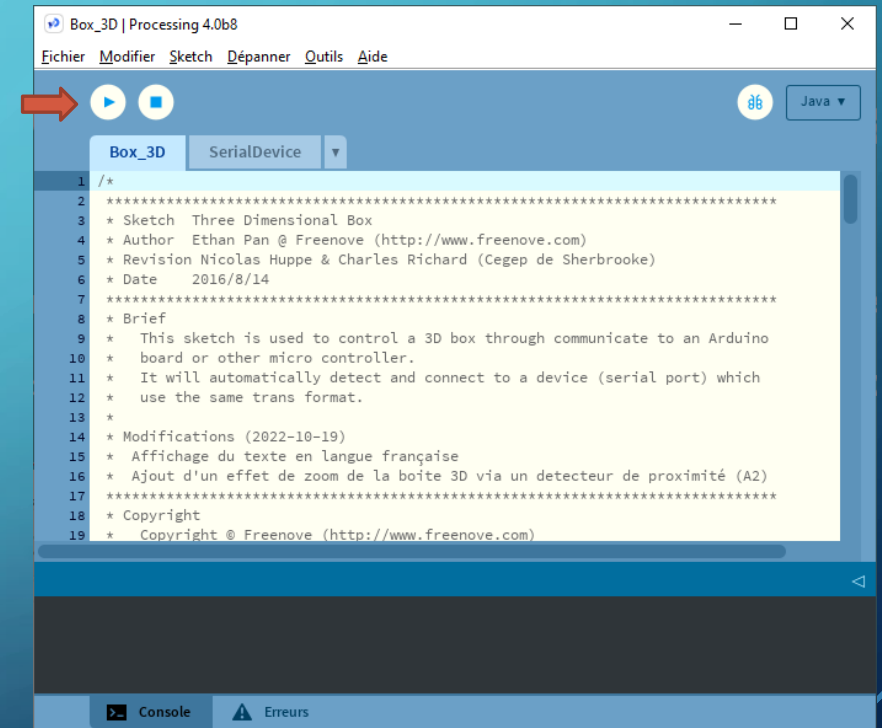 Box_3D | Processing 4.0b8
Fichier Modifier Sketch Dépanner Outils Aide
Java ▼
Box_3D SerialDevice ▼
1 /*
2 *****************************************************************************
3 * Sketch  Three Dimensional Box
4 * Author  Ethan Pan @ Freenove (http://www.freenove.com)
5 * Revision Nicolas Huppe & Charles Richard (Cegep de Sherbrooke)
6 * Date    2016/8/14
7 *****************************************************************************
8 * Brief
9 *   This sketch is used to control a 3D box through communicate to an Arduino
10 *   board or other micro controller.
11 *   It will automatically detect and connect to a device (serial port) which
12 *   use the same trans format.
13 *
14 * Modifications (2022-10-19)
15 *  Affichage du texte en langue française
16 *  Ajout d'un effet de zoom de la boite 3D via un detecteur de proximité (A2)
17 *****************************************************************************
18 * Copyright
19 *   Copyright © Freenove (http://www.freenove.com)
Console Erreurs